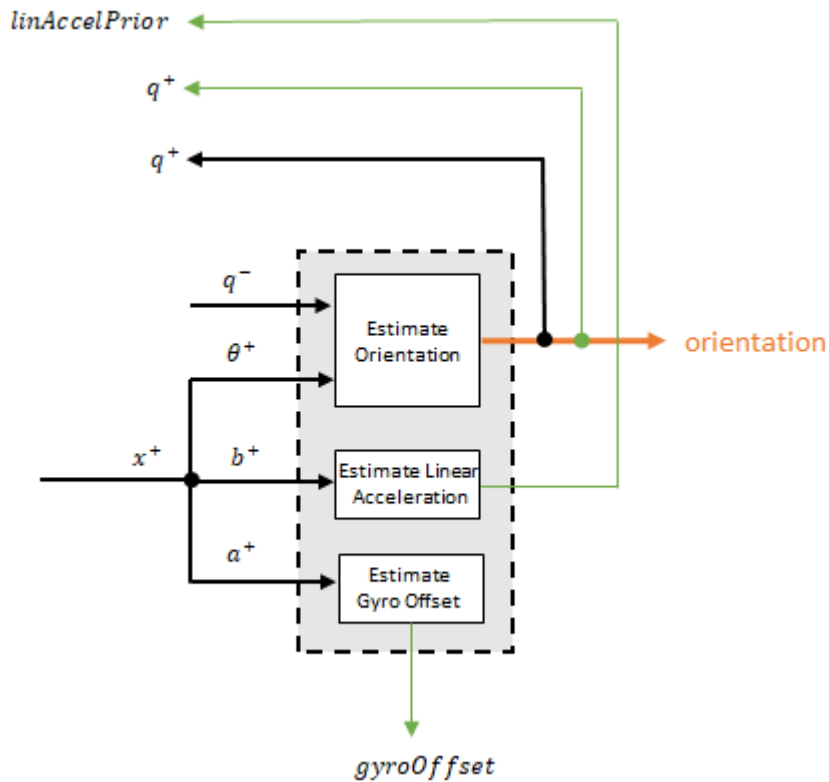 linAccelPrior
q⁺
q⁺
q⁻
Estimate
Orientation
orientation
θ⁺
x⁺
b⁺
Estimate Linear
Acceleration
a⁺
Estimate
Gyro Offset
gyroOffset